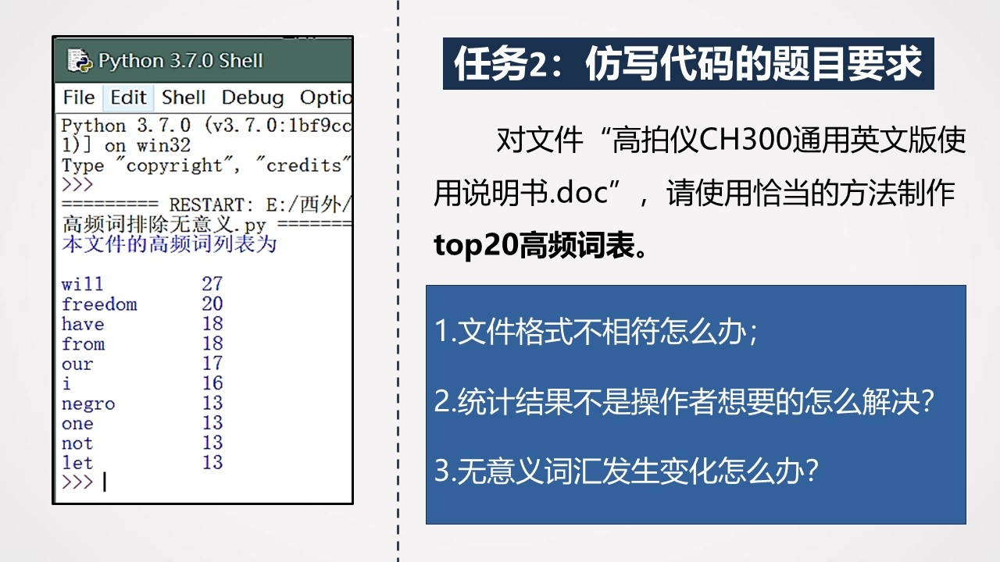 Python 3.7.0 Shell
File Edit Shell Debug Optio
Python 3.7.0 (v3.7.0:1bf9cc
1)] on win32
Type "copyright", "credits"
>>>
========= RESTART: E:/西外/
高频词排除无意义.py =======
本文件的高频词列表为
will 27
freedom 20
have 18
from 18
our 17
i 16
negro 13
one 13
not 13
let 13
>>>
任务2：仿写代码的题目要求
对文件“高拍仪CH300通用英文版使
用说明书.doc”，请使用恰当的方法制作
top20高频词表。
1.文件格式不相符怎么办；
2.统计结果不是操作者想要的怎么解决？
3.无意义词汇发生变化怎么办？